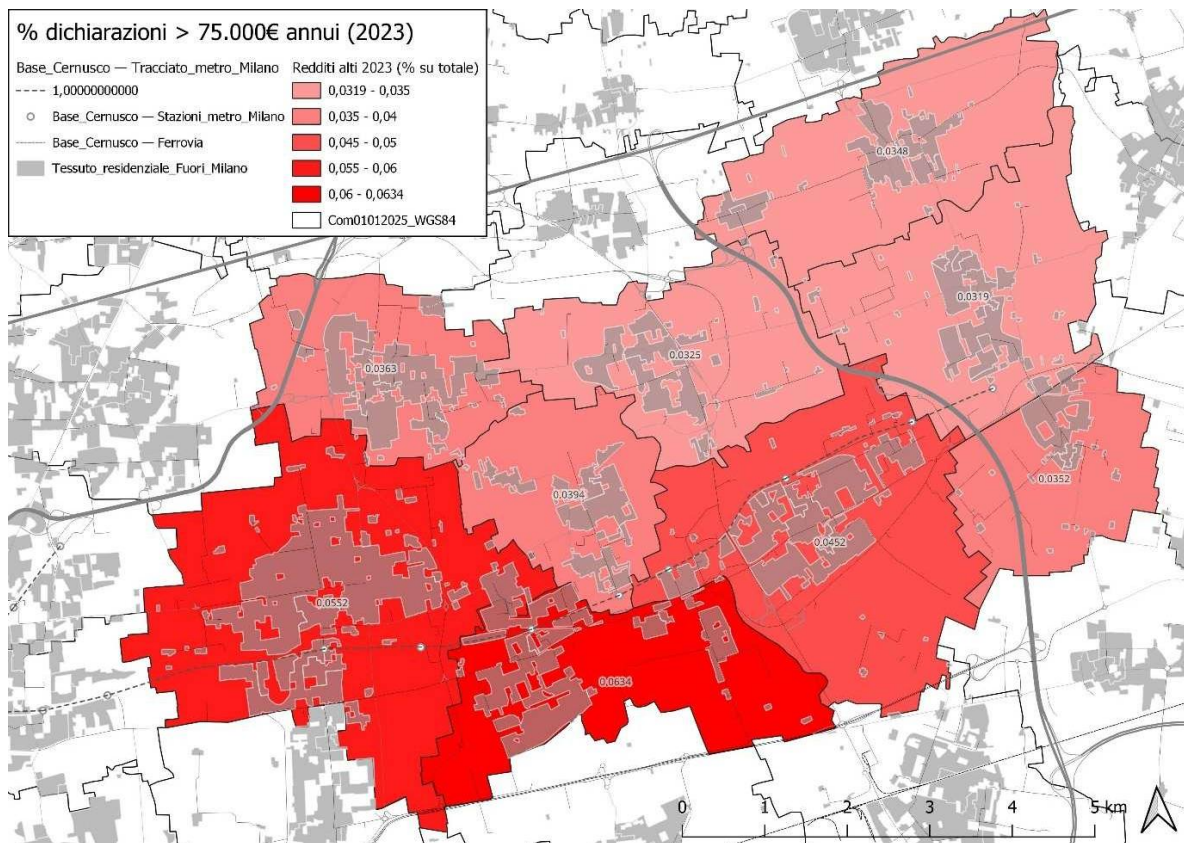 % dichiarazioni > 75.000€ annui (2023)
Base_Cernusco — Tracciato_metro_Milano
1,00000000000
Base_Cernusco — Stazioni_metro_Milano
Base_Cernusco — Ferrovia
Tessuto_residenziale_Fuori_Milano
Redditi alti 2023 (% su totale)
0,0319 - 0,035
0,035 - 0,04
0,045 - 0,05
0,055 - 0,06
0,06 - 0,0634
Com01012025_WGS84
0,0348
0,0319
0,0325
0,0363
0,0352
0,0394
0,0452
0,0552
0,0634
0 1 2 3 4 5 km